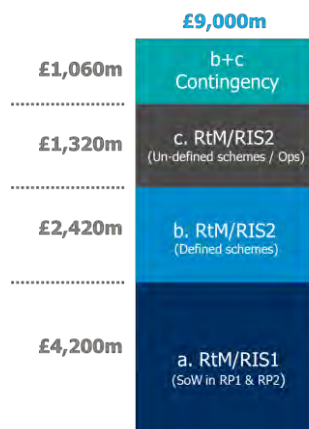 £9,000m
£1,060m
b+c
Contingency
£1,320m
c. RtM/RIS2
(Un-defined schemes / Ops)
£2,420m
b. RtM/RIS2
(Defined schemes)
£4,200m
a. RtM/RIS1
(SoW in RP1 & RP2)